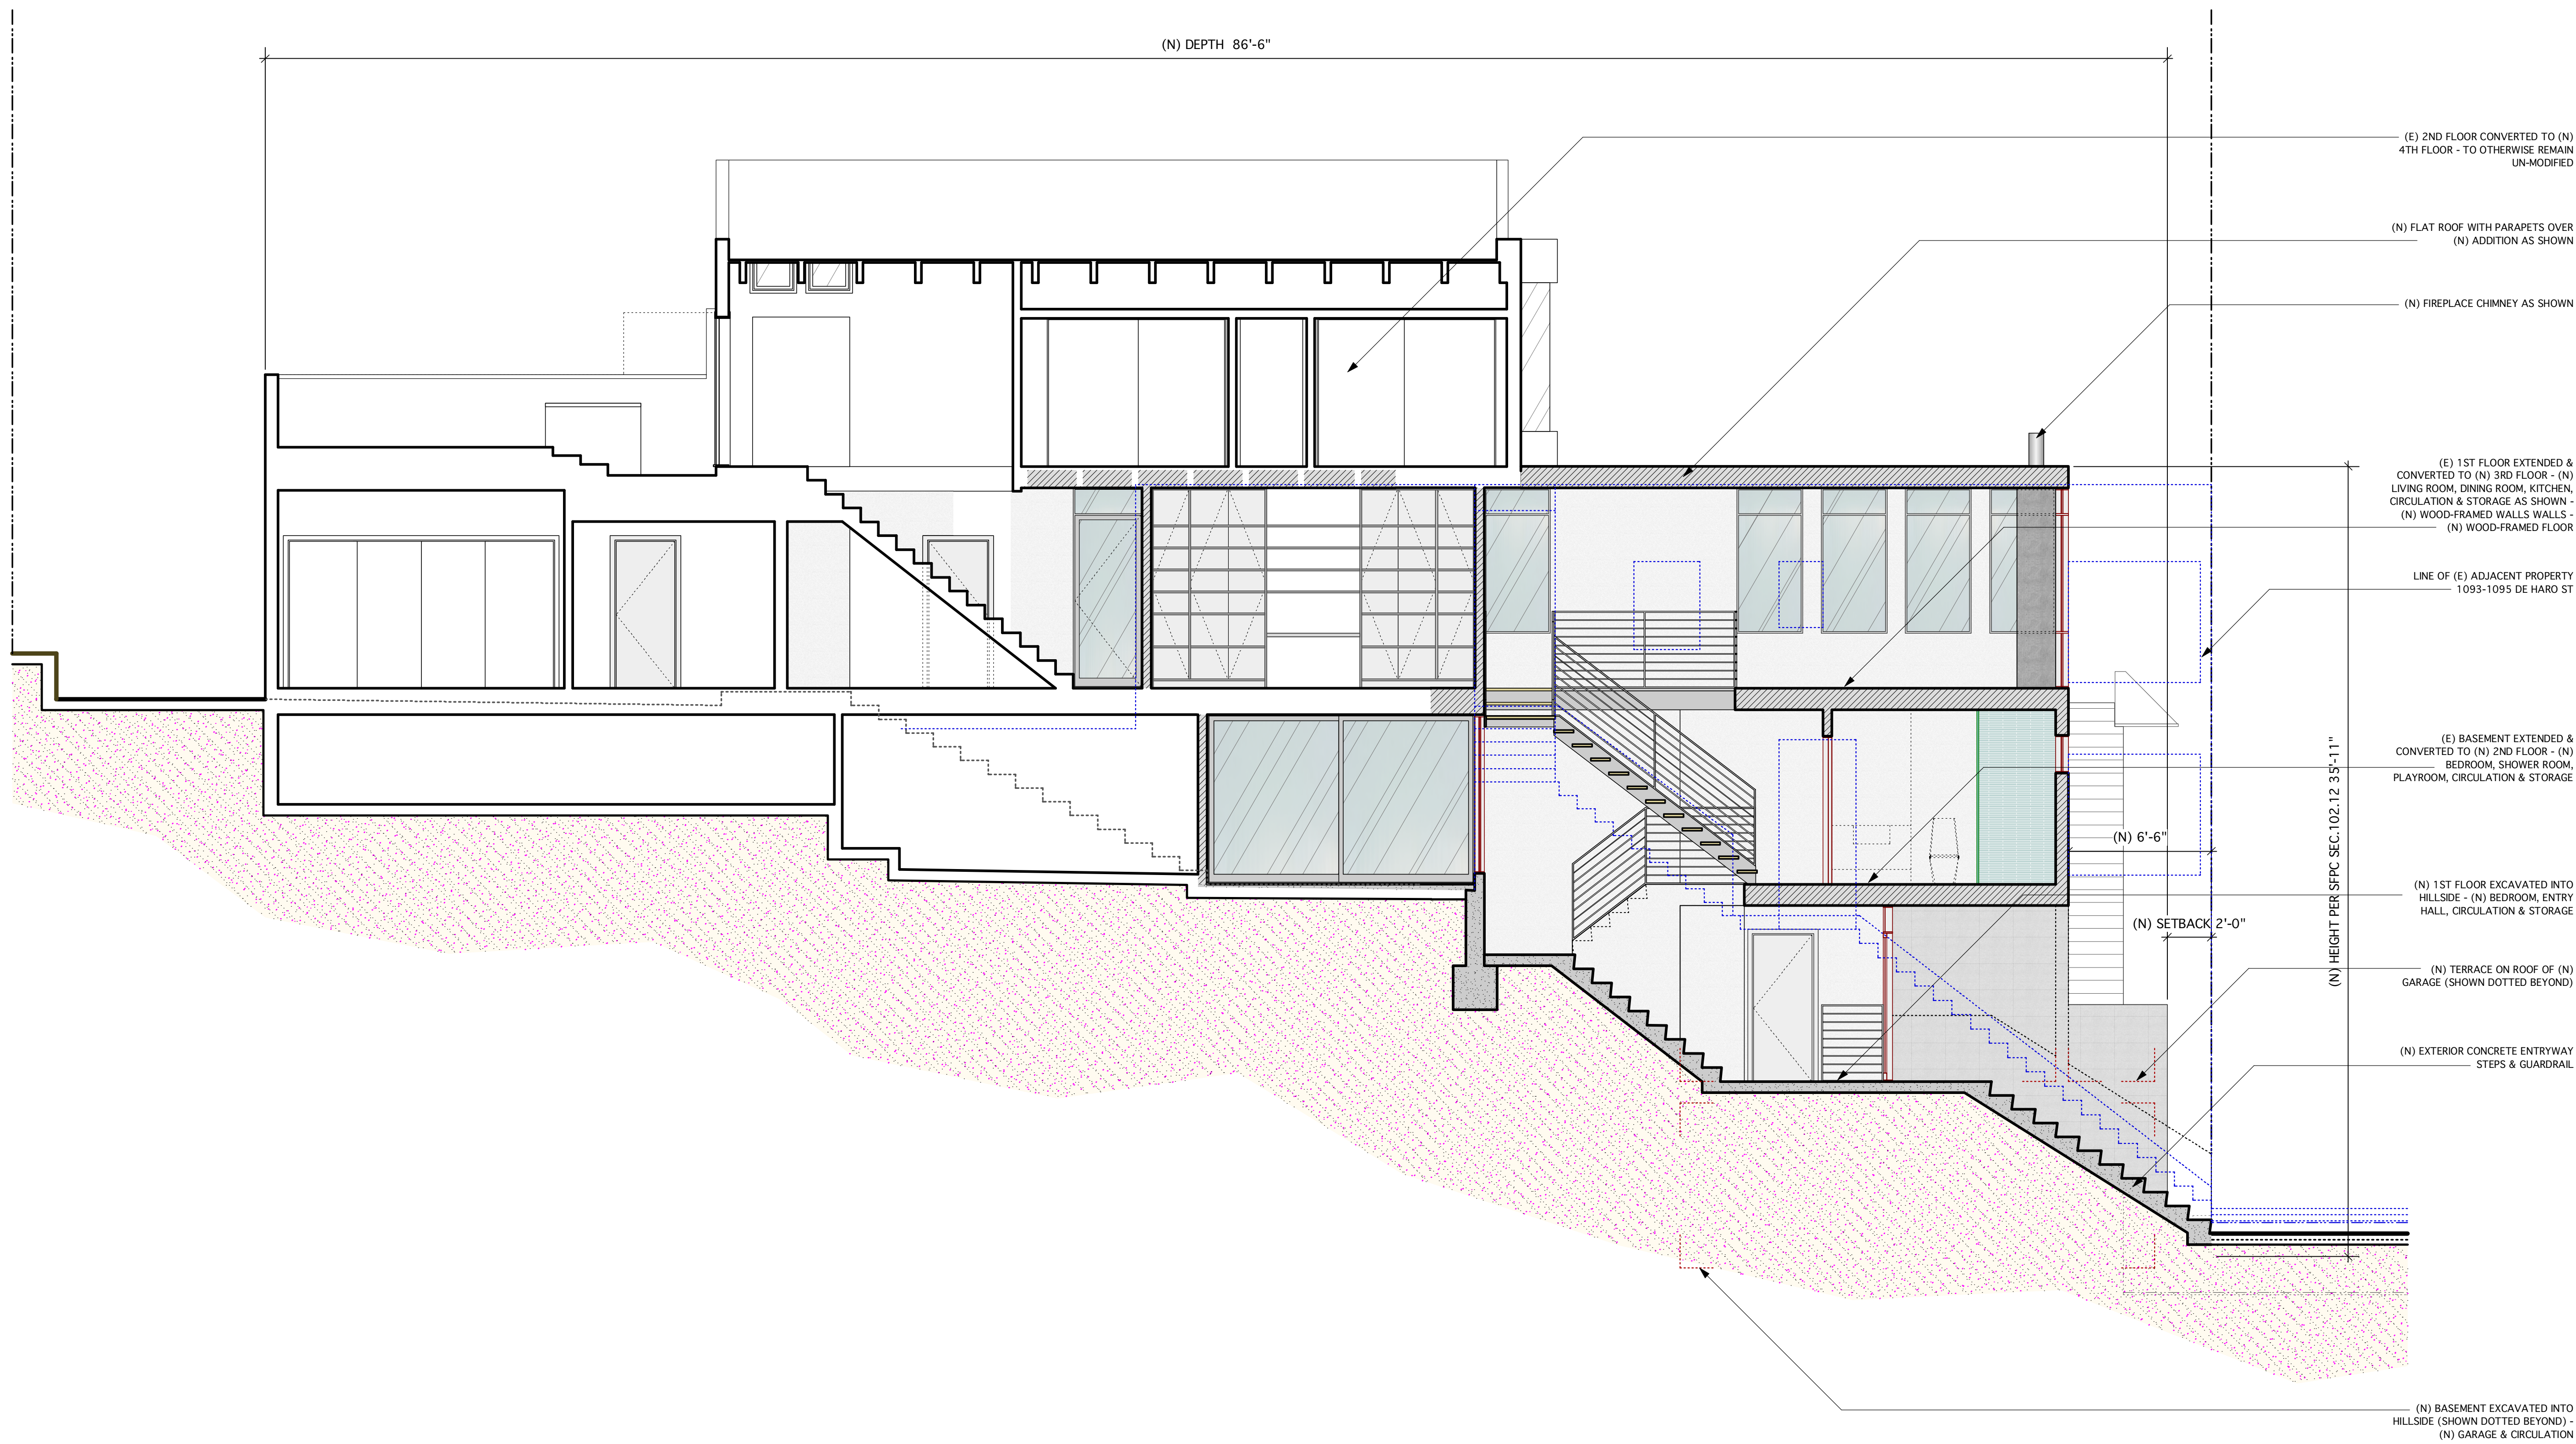 (N) DEPTH 86'-6"
(E) 2ND FLOOR CONVERTED TO (N)
4TH FLOOR - TO OTHERWISE REMAIN
UN-MODIFIED
(N) FLAT ROOF WITH PARAPETS OVER
(N) ADDITION AS SHOWN
(N) FIREPLACE CHIMNEY AS SHOWN
(E) 1ST FLOOR EXTENDED &
CONVERTED TO (N) 3RD FLOOR - (N)
LIVING ROOM, DINING ROOM, KITCHEN,
CIRCULATION & STORAGE AS SHOWN -
(N) WOOD-FRAMED WALLS WALLS -
(N) WOOD-FRAMED FLOOR
LINE OF (E) ADJACENT PROPERTY
1093-1095 DE HARO ST
(E) BASEMENT EXTENDED &
CONVERTED TO (N) 2ND FLOOR - (N)
BEDROOM, SHOWER ROOM,
PLAYROOM, CIRCULATION & STORAGE
(N) HEIGHT PER SFPC SEC.102.12 35'-11"
(N) 6'-6"
(N) 1ST FLOOR EXCAVATED INTO
HILLSIDE - (N) BEDROOM, ENTRY
HALL, CIRCULATION & STORAGE
(N) SETBACK 2'-0"
(N) TERRACE ON ROOF OF (N)
GARAGE (SHOWN DOTTED BEYOND)
(N) EXTERIOR CONCRETE ENTRYWAY
STEPS & GUARDRAIL
(N) BASEMENT EXCAVATED INTO
HILLSIDE (SHOWN DOTTED BEYOND) -
(N) GARAGE & CIRCULATION